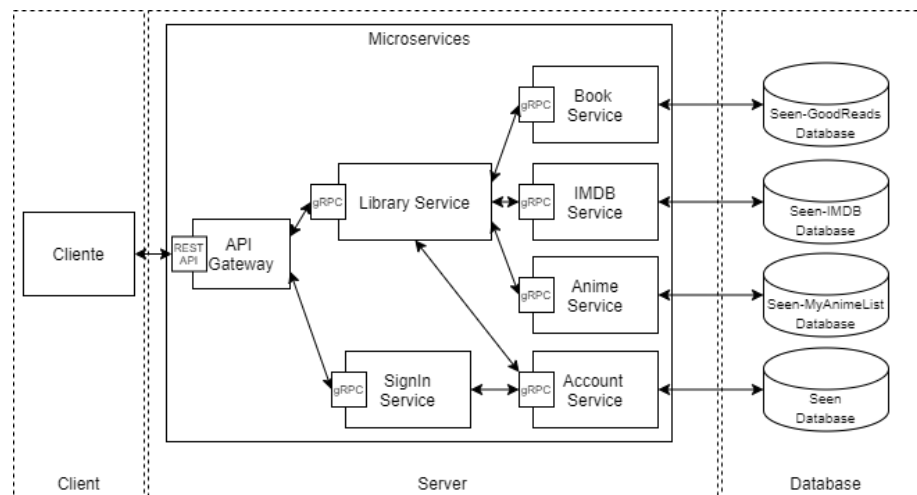 Microservices
gRPC
Book
Service
Seen-GoodReads
Database
gRPC
Library Service
gRPC
IMDB
Service
Seen-IMDB
Database
Cliente
REST
API
API
Gateway
gRPC
Anime
Service
Seen-MyAnimeList
Database
gRPC
SignIn
Service
gRPC
Account
Service
Seen
Database
Client
Server
Database